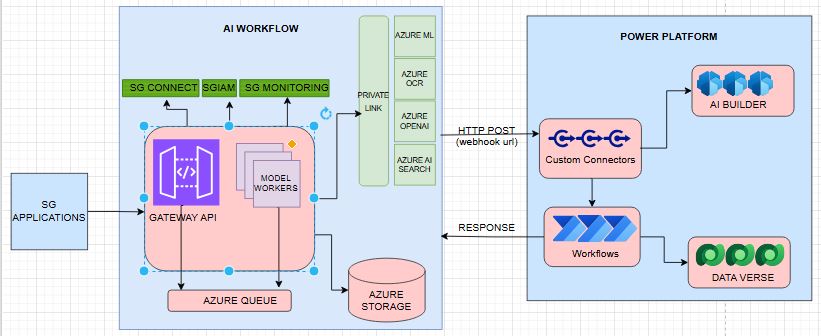 AI WORKFLOW
POWER PLATFORM
SG CONNECT
SGIAM
SG MONITORING
PRIVATE
LINK
AZURE ML
AZURE
OCR
AZURE
OPENAI
AZURE AI
SEARCH
HTTP POST
(webhook url)
Custom Connectors
AI BUILDER
SG
APPLICATIONS
GATEWAY API
MODEL
WORKERS
RESPONSE
Workflows
DATA VERSE
AZURE QUEUE
AZURE
STORAGE